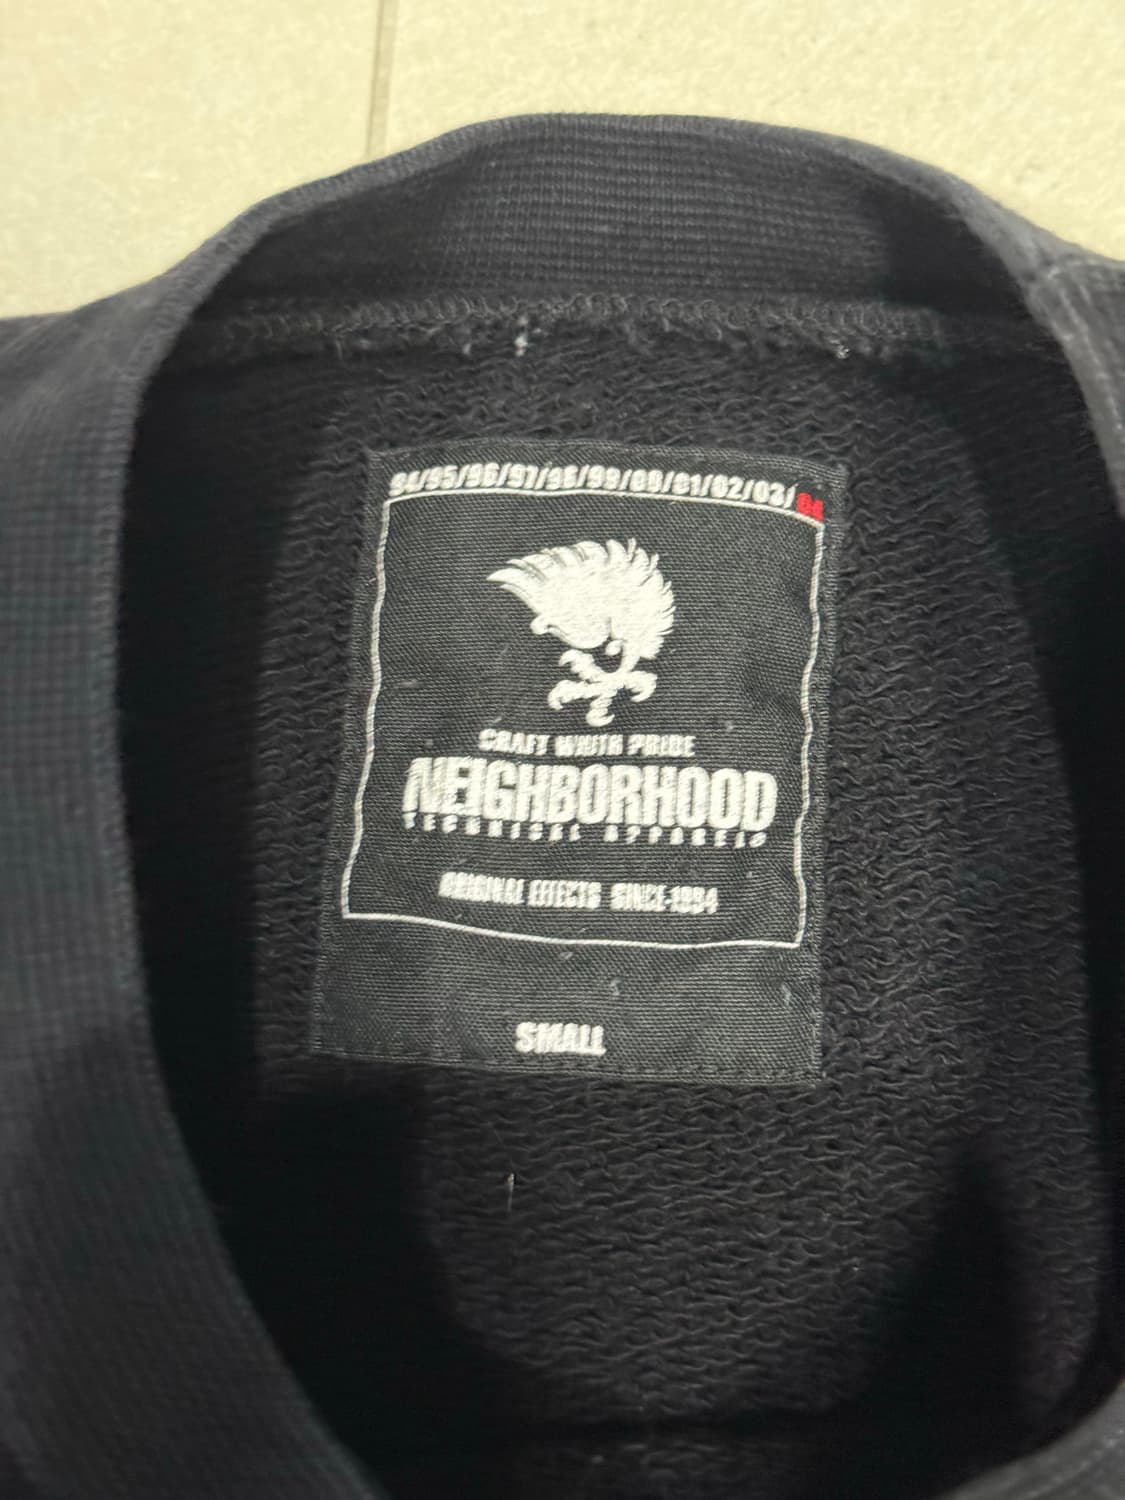 94/95/96/97/98/99/00/01/02/03/04
CRAFT WHITH PRIDE
NEIGHBORHOOD
TECHNICAL APPAREL
ORIGINAL EFFECTS SINCE-1994
SMALL